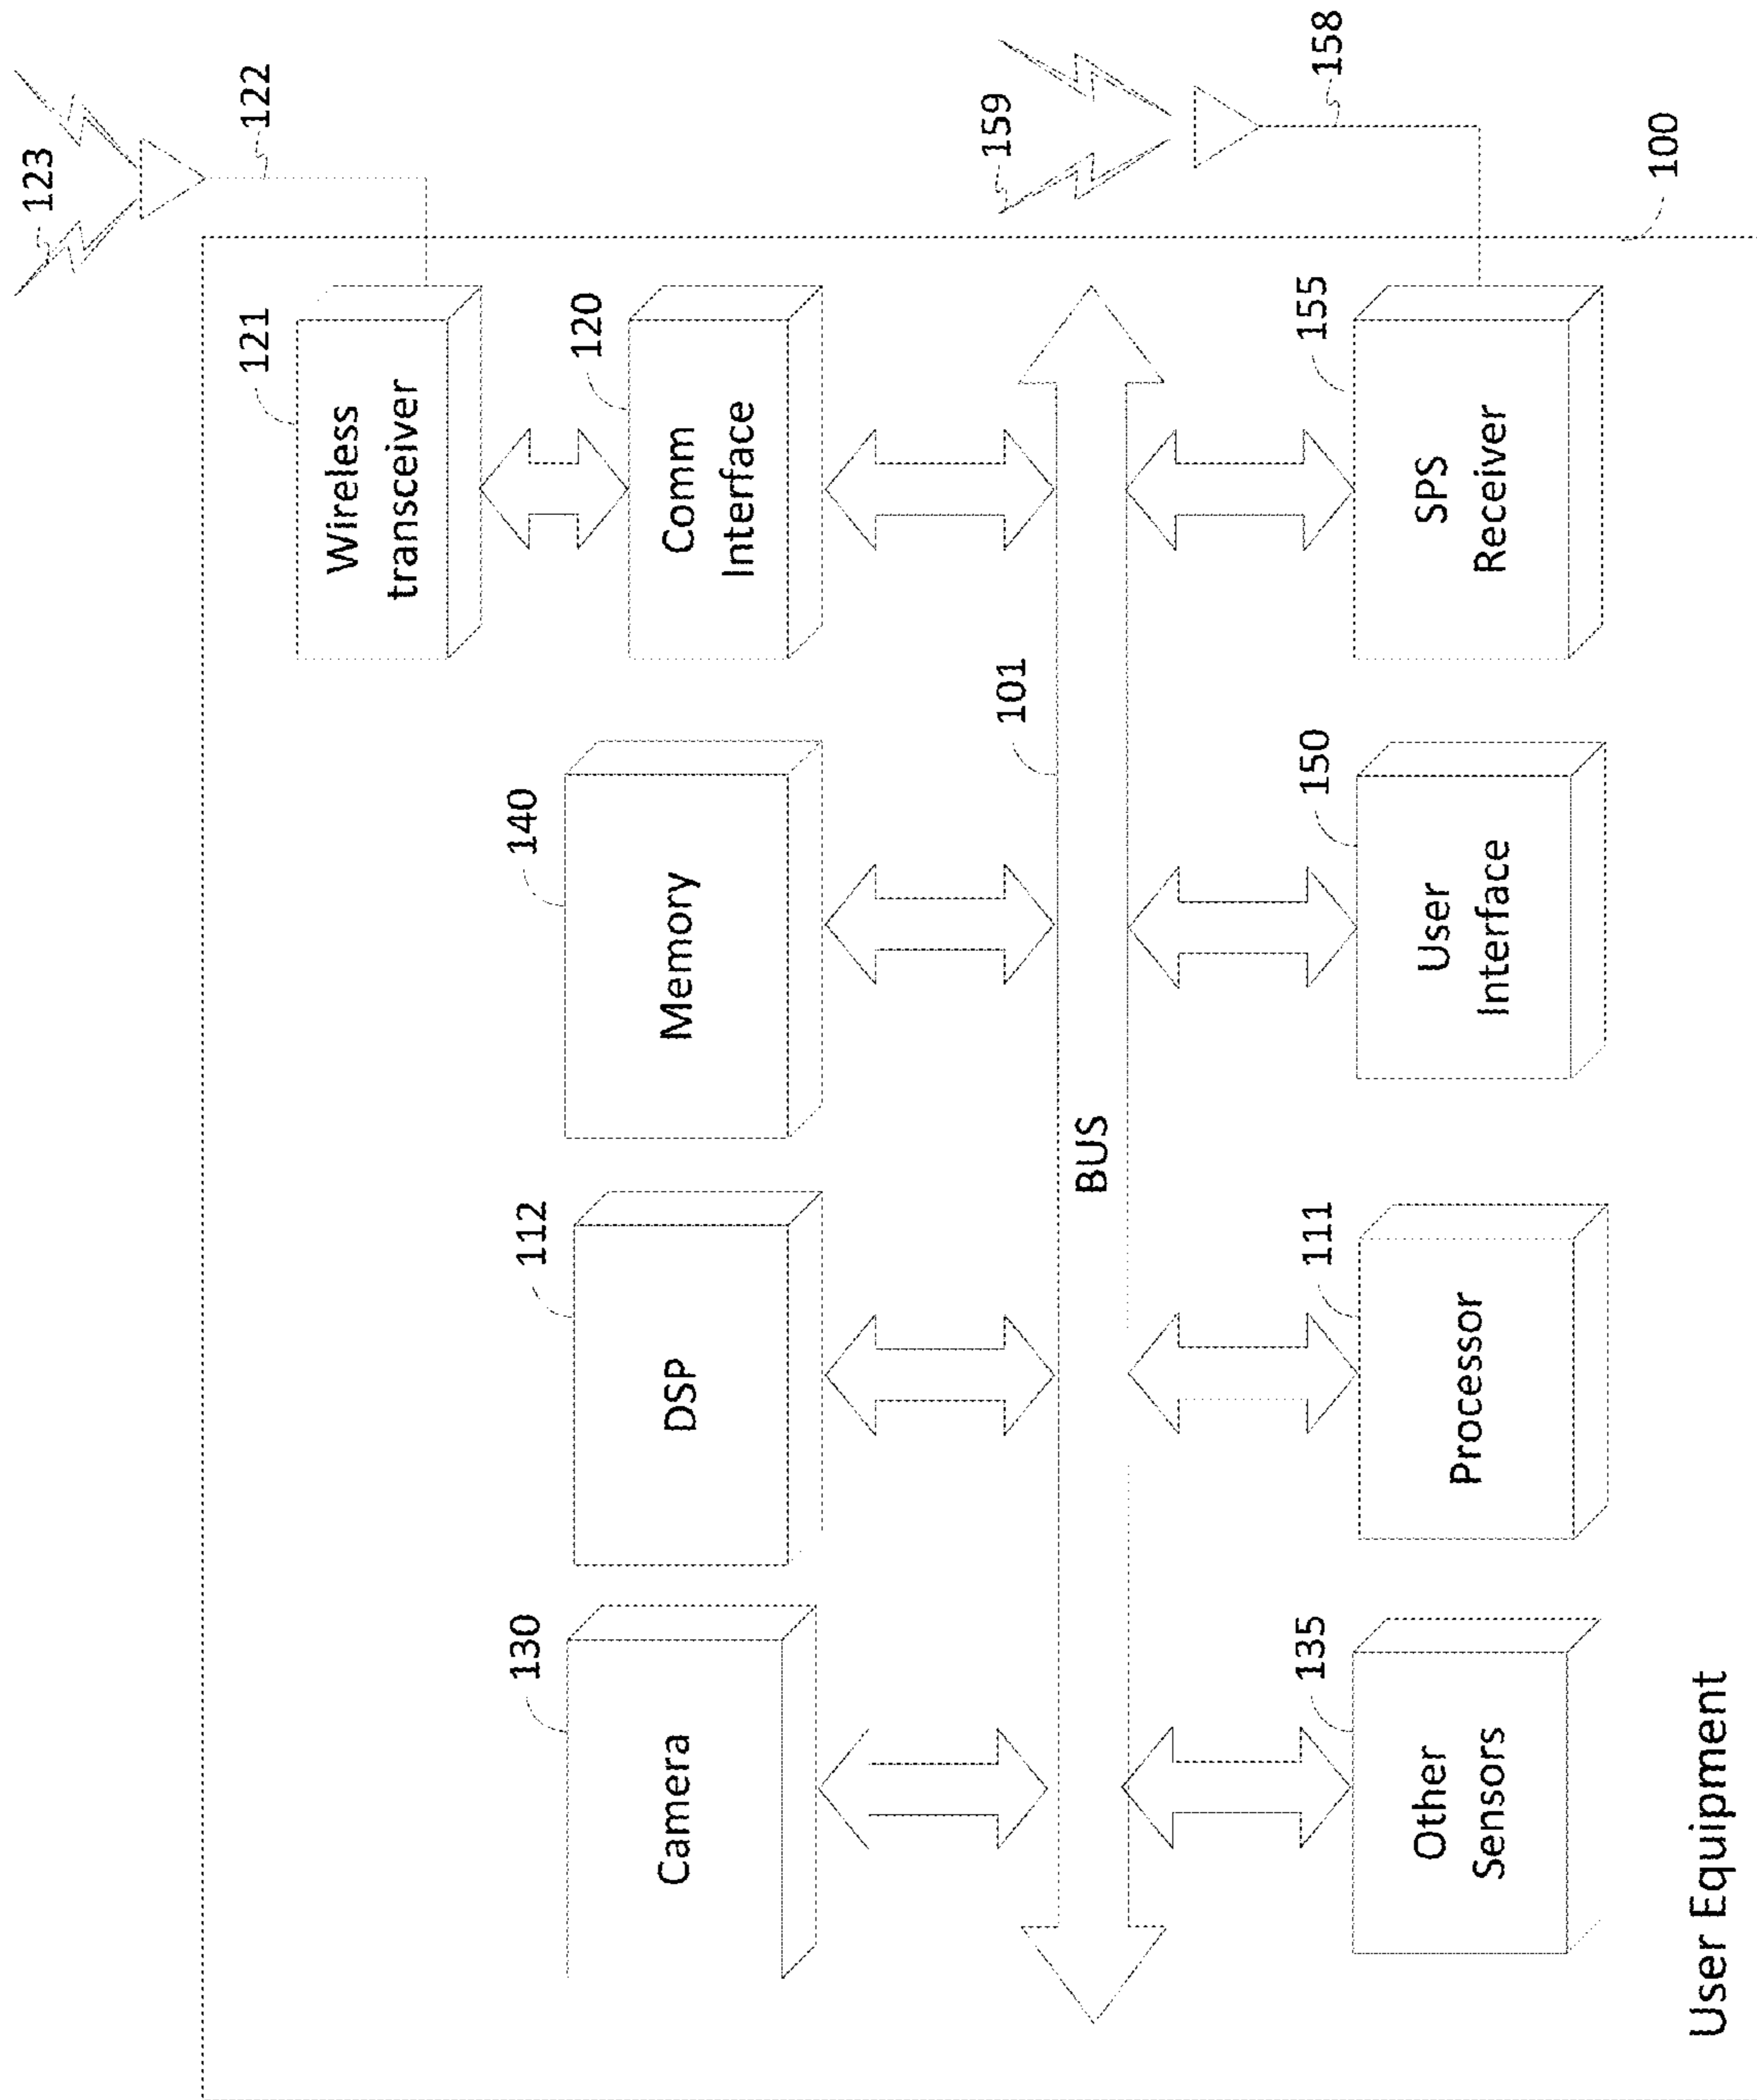 123
122
121
Wireless
transceiver
130
Camera
112
DSP
140
Memory
120
Comm
Interface
BUS
101
159
158
135
Other
Sensors
111
Processor
150
User
Interface
155
SPS
Receiver
100
User Equipment